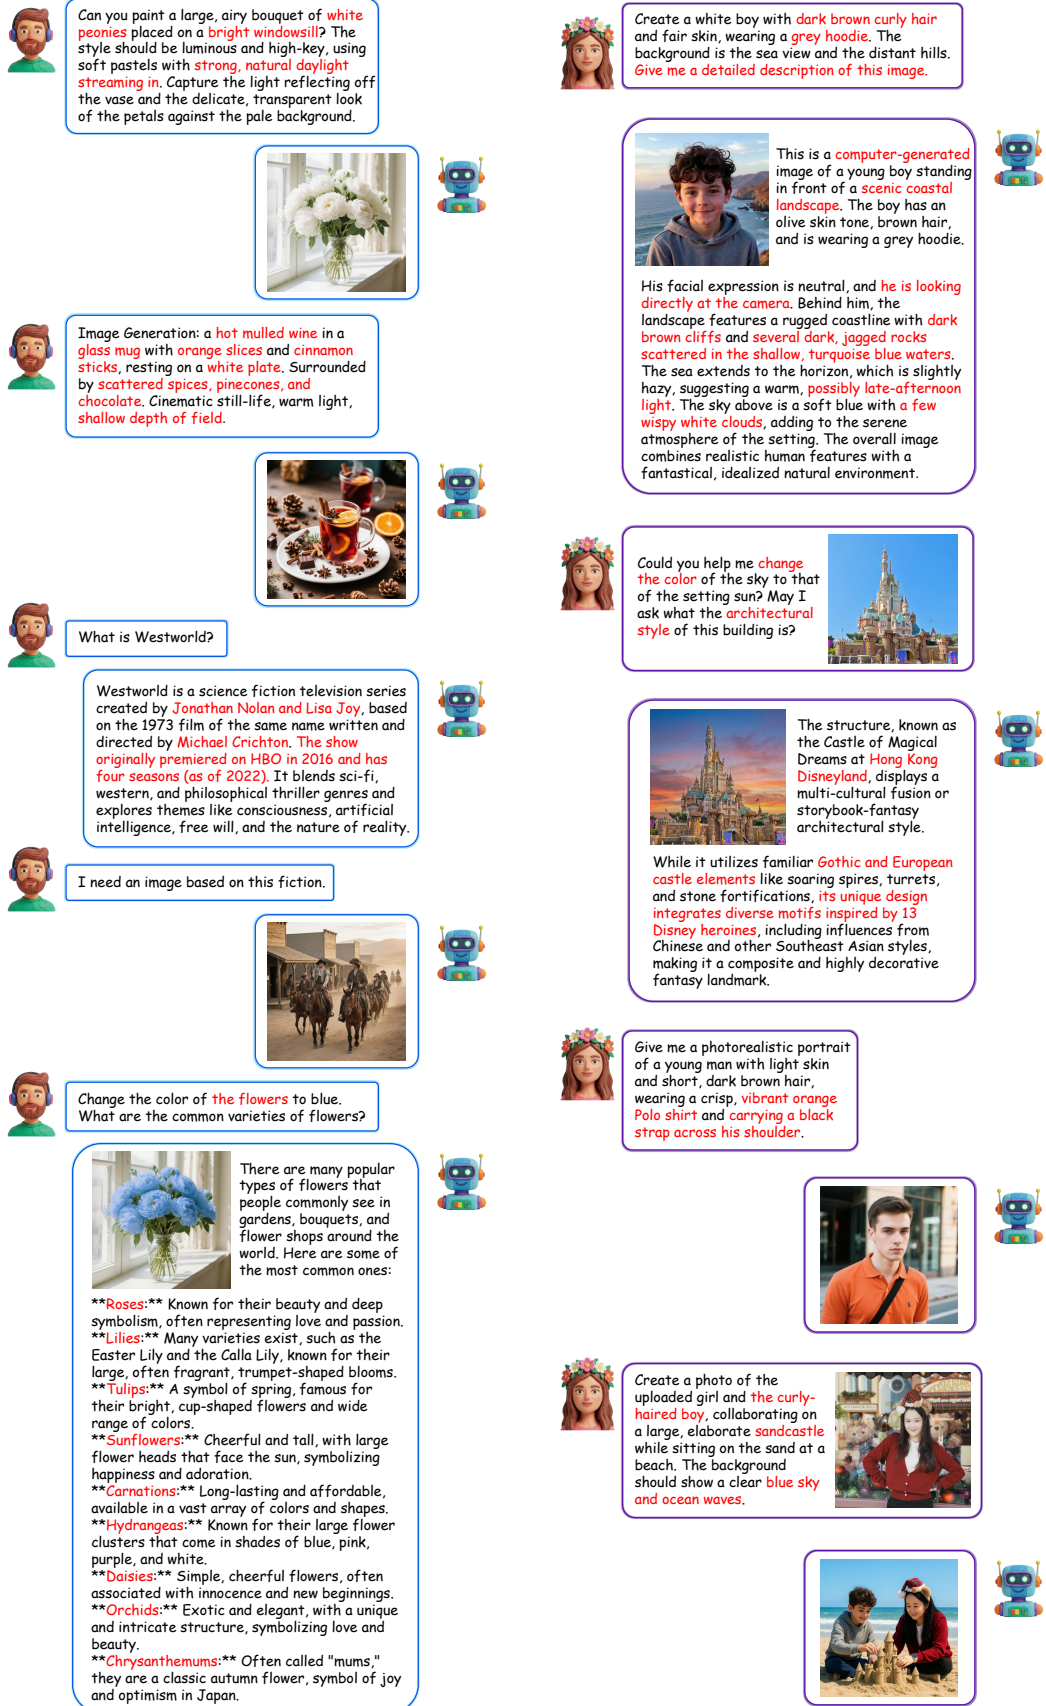 Can you paint a large, airy bouquet of white
peonies placed on a bright windowsill? The
style should be luminous and high-key, using
soft pastels with strong, natural daylight
streaming in. Capture the light reflecting off
the vase and the delicate, transparent look
of the petals against the pale background.
Image Generation: a hot mulled wine in a
glass mug with orange slices and cinnamon
sticks, resting on a white plate. Surrounded
by scattered spices, pinecones, and
chocolate. Cinematic still-life, warm light,
shallow depth of field.
What is Westworld?
Westworld is a science fiction television series
created by Jonathan Nolan and Lisa Joy, based
on the 1973 film of the same name written and
directed by Michael Crichton. The show
originally premiered on HBO in 2016 and has
four seasons (as of 2022). It blends sci-fi,
western, and philosophical thriller genres and
explores themes like consciousness, artificial
intelligence, free will, and the nature of reality.
I need an image based on this fiction.
Change the color of the flowers to blue.
What are the common varieties of flowers?
There are many popular
types of flowers that
people commonly see in
gardens, bouquets, and
flower shops around the
world. Here are some of
the most common ones:
**Roses:** Known for their beauty and deep
symbolism, often representing love and passion.
**Lilies:** Many varieties exist, such as the
Easter Lily and the Calla Lily, known for their
large, often fragrant, trumpet-shaped blooms.
**Tulips:** A symbol of spring, famous for
their bright, cup-shaped flowers and wide
range of colors.
**Sunflowers:** Cheerful and tall, with large
flower heads that face the sun, symbolizing
happiness and adoration.
**Carnations:** Long-lasting and affordable,
available in a vast array of colors and shapes.
**Hydrangeas:** Known for their large flower
clusters that come in shades of blue, pink,
purple, and white.
**Daisies:** Simple, cheerful flowers, often
associated with innocence and new beginnings.
**Orchids:** Exotic and elegant, with a unique
and intricate structure, symbolizing love and
beauty.
**Chrysanthemums:** Often called "mums,"
they are a classic autumn flower, symbol of joy
and optimism in Japan.
Create a white boy with dark brown curly hair
and fair skin, wearing a grey hoodie. The
background is the sea view and the distant hills.
Give me a detailed description of this image.
This is a computer-generated
image of a young boy standing
in front of a scenic coastal
landscape. The boy has an
olive skin tone, brown hair,
and is wearing a grey hoodie.
His facial expression is neutral, and he is looking
directly at the camera. Behind him, the
landscape features a rugged coastline with dark
brown cliffs and several dark, jagged rocks
scattered in the shallow, turquoise blue waters.
The sea extends to the horizon, which is slightly
hazy, suggesting a warm, possibly late-afternoon
light. The sky above is a soft blue with a few
wispy white clouds, adding to the serene
atmosphere of the setting. The overall image
combines realistic human features with a
fantastical, idealized natural environment.
Could you help me change
the color of the sky to that
of the setting sun? May I
ask what the architectural
style of this building is?
The structure, known as
the Castle of Magical
Dreams at Hong Kong
Disneyland, displays a
multi-cultural fusion or
storybook-fantasy
architectural style.
While it utilizes familiar Gothic and European
castle elements like soaring spires, turrets,
and stone fortifications, its unique design
integrates diverse motifs inspired by 13
Disney heroines, including influences from
Chinese and other Southeast Asian styles,
making it a composite and highly decorative
fantasy landmark.
Give me a photorealistic portrait
of a young man with light skin
and short, dark brown hair,
wearing a crisp, vibrant orange
Polo shirt and carrying a black
strap across his shoulder.
Create a photo of the
uploaded girl and the curly-
haired boy, collaborating on
a large, elaborate sandcastle
while sitting on the sand at a
beach. The background
should show a clear blue sky
and ocean waves.